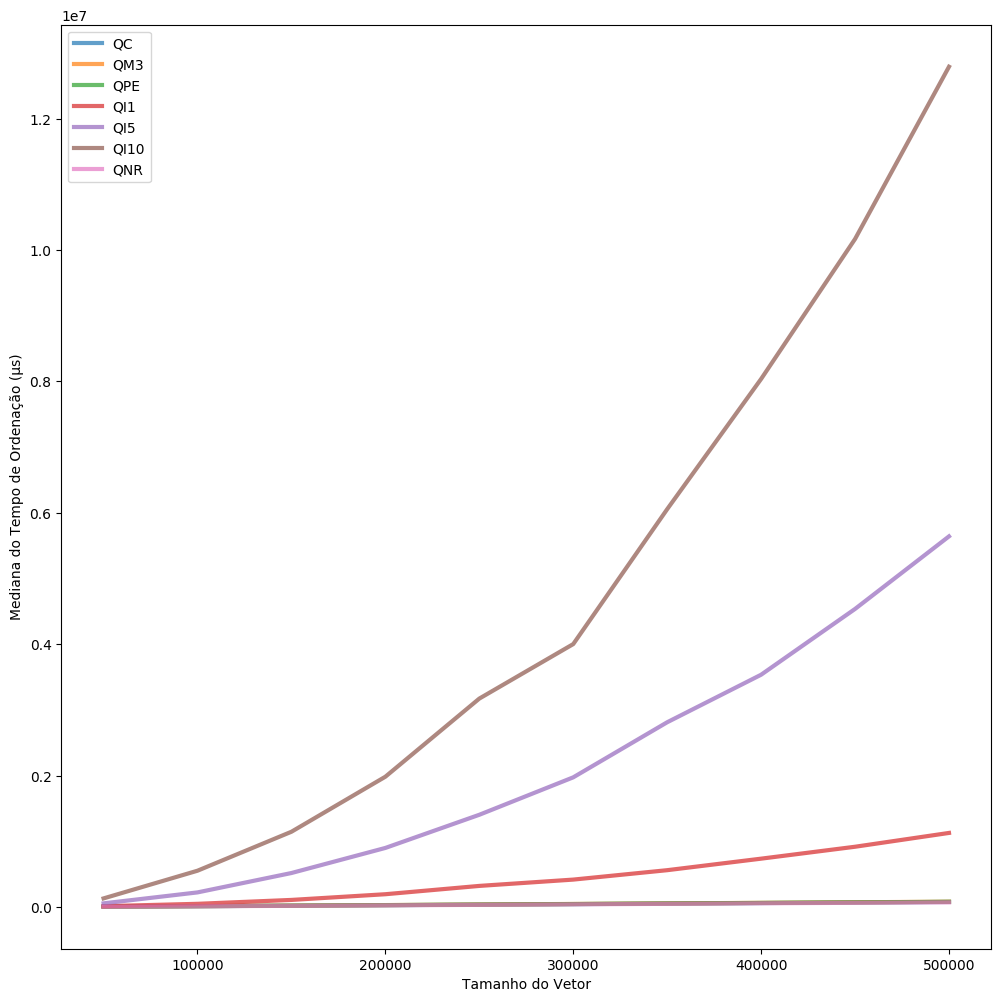 1e7
QC
QM3
QPE
QI1
QI5
QI10
QNR
1.2
1.0
0.8
0.6
0.4
0.2
0.0
Mediana do Tempo de Ordenação (μs)
100000
200000
300000
400000
500000
Tamanho do Vetor